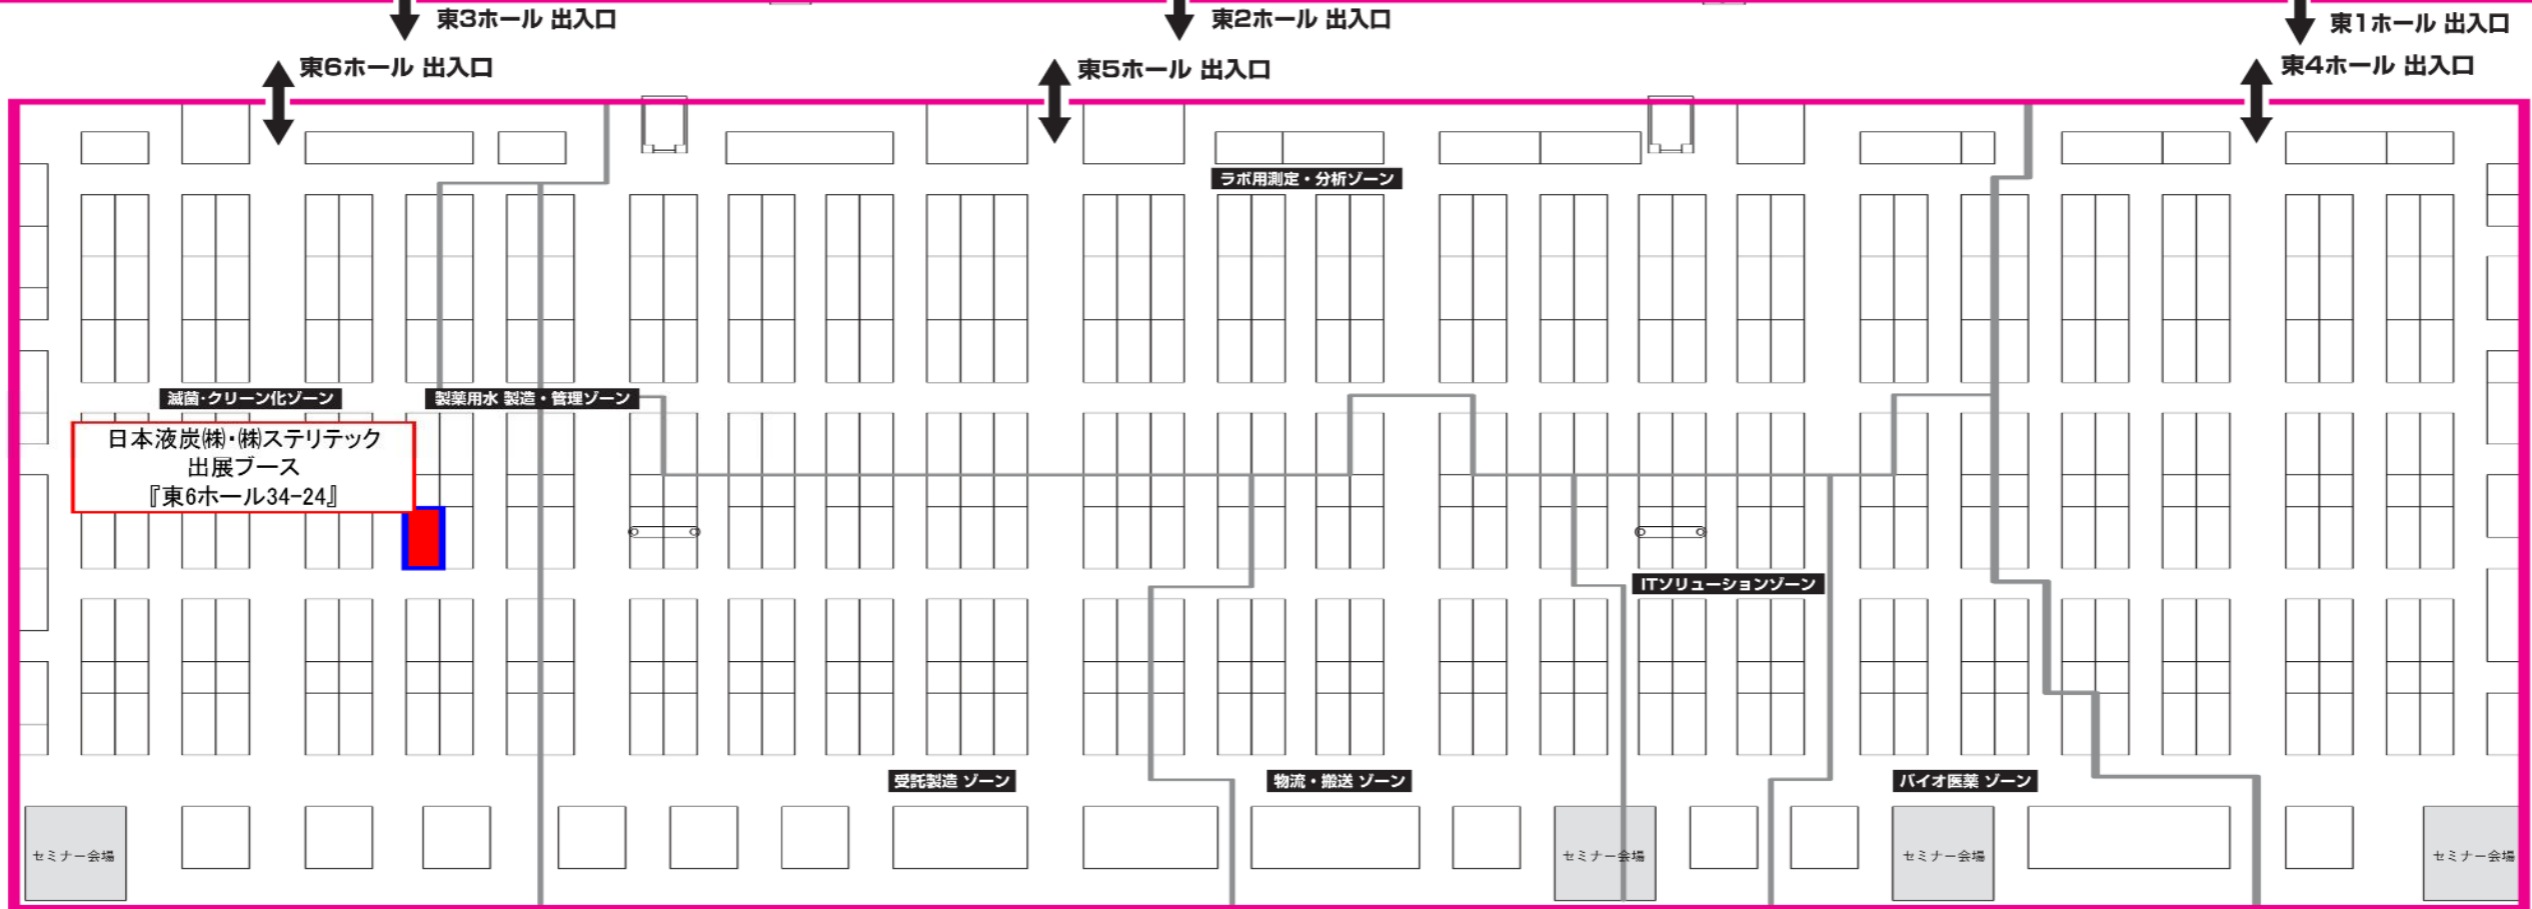 東3ホール 出入口
東2ホール 出入口
東1ホール 出入口
東6ホール 出入口
東5ホール 出入口
東4ホール 出入口
ラボ用測定・分析ゾーン
滅菌･クリーン化ゾーン
製薬用水 製造・管理ゾーン
日本液炭㈱・㈱ステリテック
出展ブース
『東6ホール34-24』
ITソリューションゾーン
受託製造 ゾーン
物流・搬送 ゾーン
バイオ医薬 ゾーン
セミナー会場
セミナー会場
セミナー会場
セミナー会場